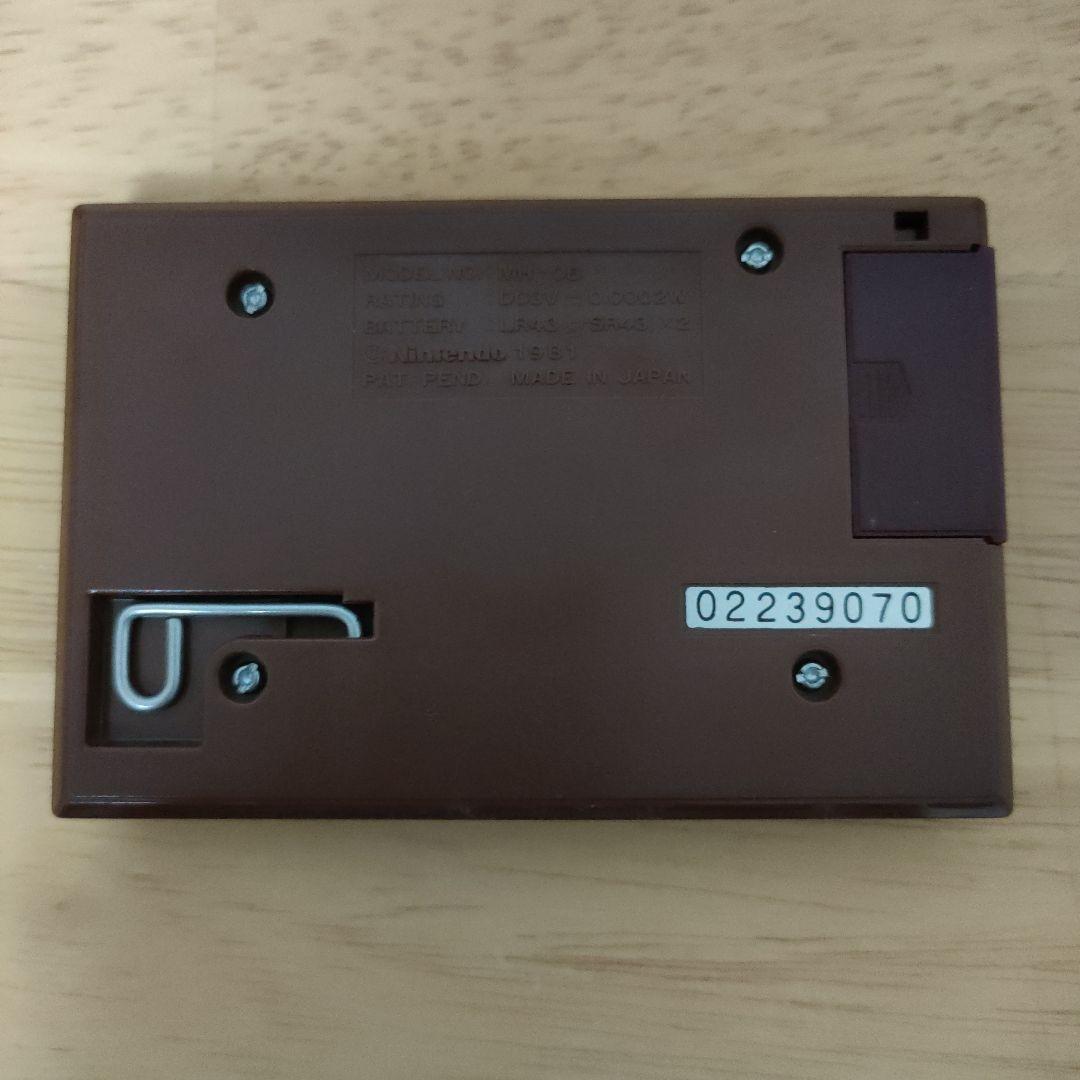 MODEL NO. MH-06
RATING : DC3V ⎓ 0.0002W
BATTERY : LR43 / SR43 ×2
© Nintendo 1981
PAT. PEND. MADE IN JAPAN
02239070